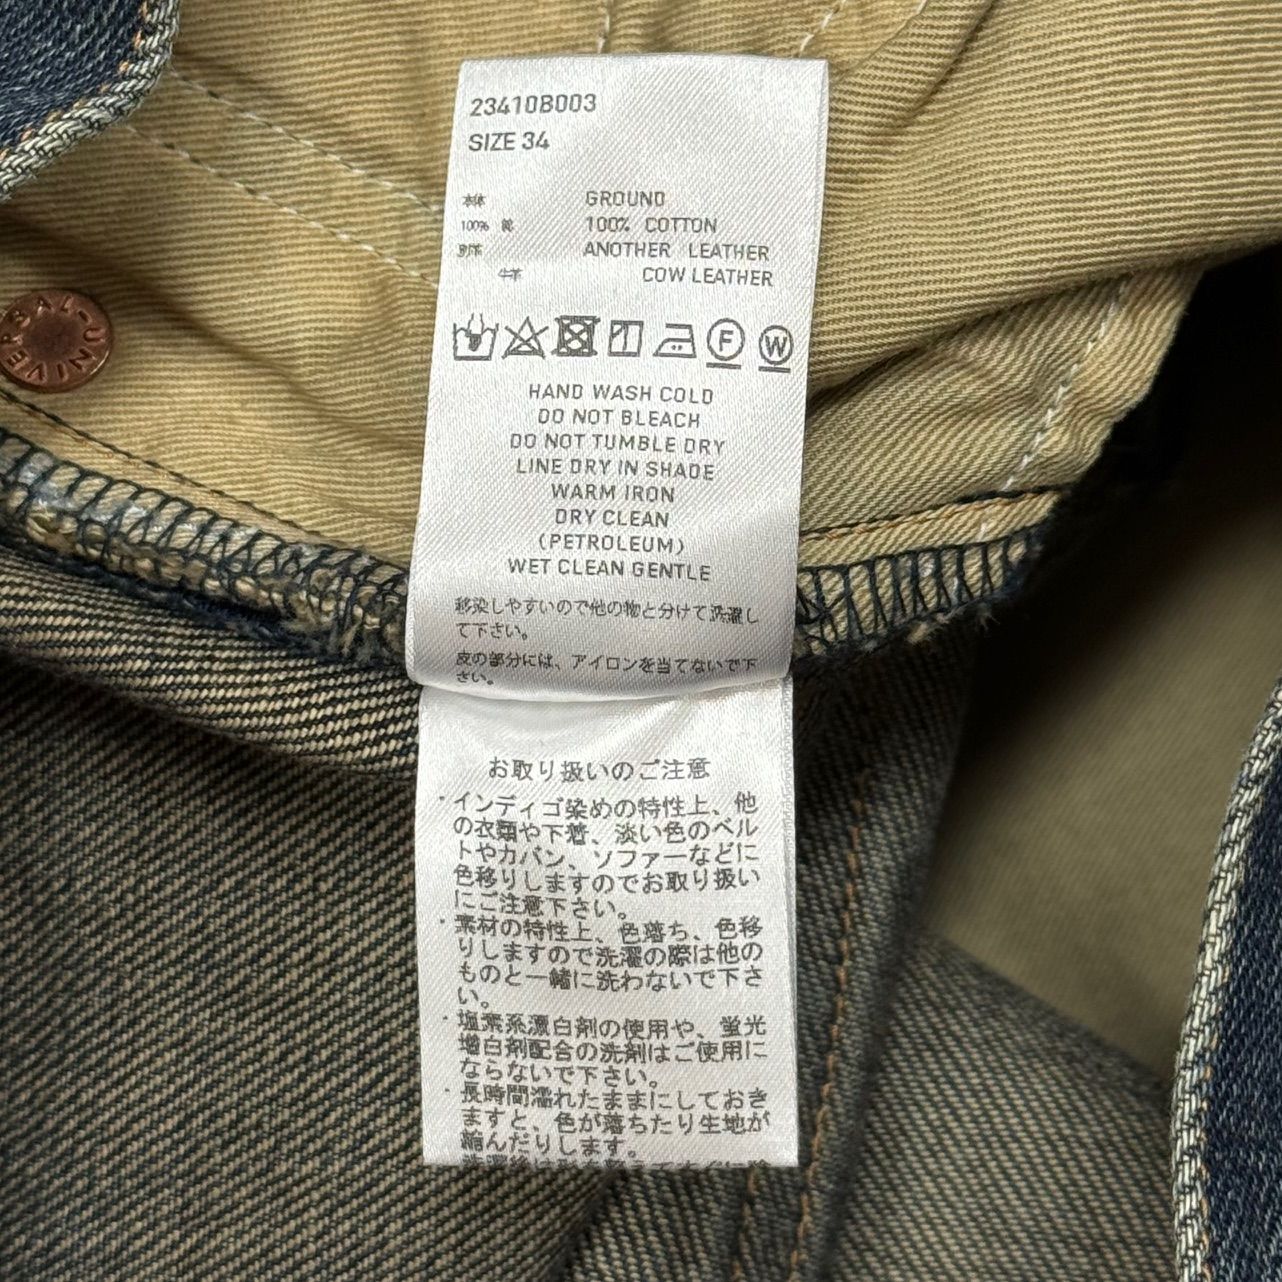 23410B003
SIZE 34
本体 GROUND
100% 綿 100% COTTON
別革 ANOTHER LEATHER
牛革 COW LEATHER
F W
HAND WASH COLD
DO NOT BLEACH
DO NOT TUMBLE DRY
LINE DRY IN SHADE
WARM IRON
DRY CLEAN
(PETROLEUM)
WET CLEAN GENTLE
移染しやすいので他の物と分けて洗濯し
て下さい。
皮の部分には、アイロンを当てないで下
さい。
お取り扱いのご注意
・インディゴ染めの特性上、他
の衣類や下着、淡い色のベル
トやカバン、ソファーなどに
色移りしますのでお取り扱い
にご注意下さい。
・素材の特性上、色落ち、色移
りしますので洗濯の際は他の
ものと一緒に洗わないで下さ
い。
・塩素系漂白剤の使用や、蛍光
増白剤配合の洗剤はご使用に
ならないで下さい。
・長時間濡れたままにしておき
ますと、色が落ちたり生地が
縮んだりします。
UNIVERSAL